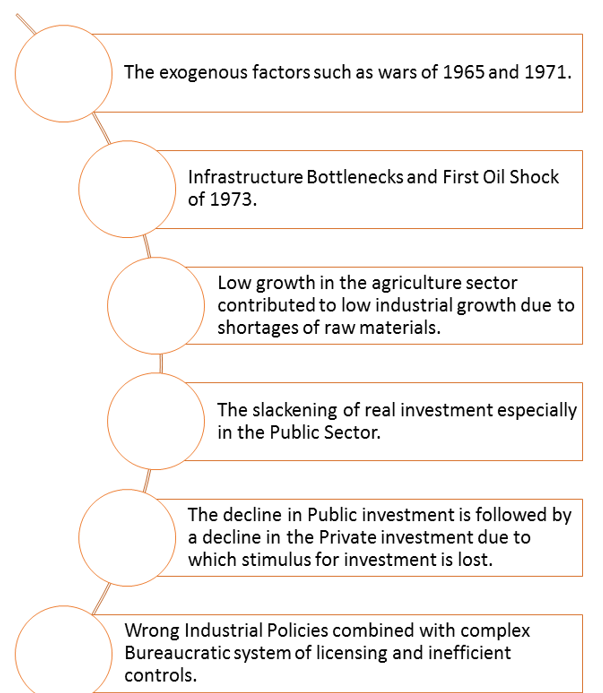 The exogenous factors such as wars of 1965 and 1971.
Infrastructure Bottlenecks and First Oil Shock
of 1973.
Low growth in the agriculture sector
contributed to low industrial growth due to
shortages of raw materials.
The slackening of real investment especially
in the Public Sector.
The decline in Public investment is followed by
a decline in the Private investment due to
which stimulus for investment is lost.
Wrong Industrial Policies combined with complex
Bureaucratic system of licensing and inefficient
controls.